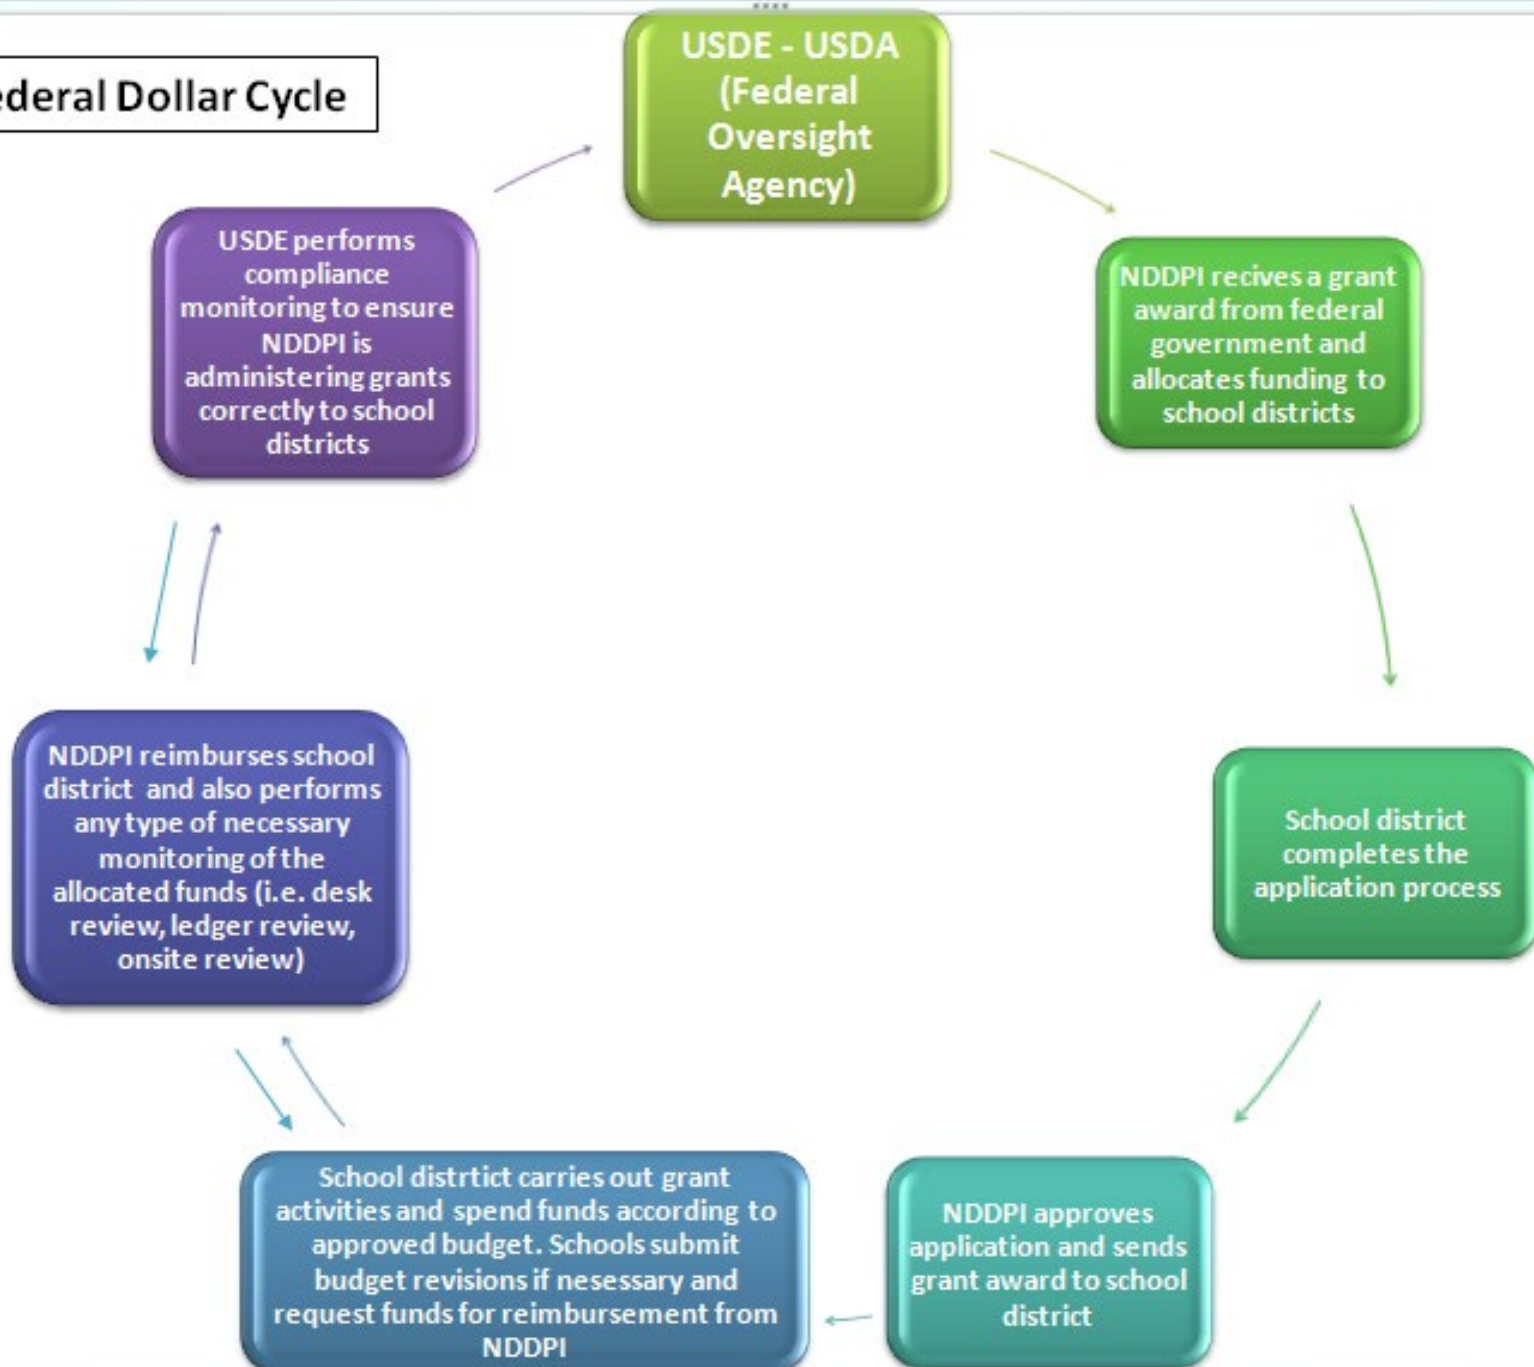 ederal Dollar Cycle
USDE - USDA
(Federal
Oversight
Agency)
NDDPI recives a grant
award from federal
government and
allocates funding to
school districts
School district
completes the
application process
NDDPI approves
application and sends
grant award to school
district
School distrtict carries out grant
activities and spend funds according to
approved budget. Schools submit
budget revisions if nesessary and
request funds for reimbursement from
NDDPI
NDDPI reimburses school
district and also performs
any type of necessary
monitoring of the
allocated funds (i.e. desk
review, ledger review,
onsite review)
USDE performs
compliance
monitoring to ensure
NDDPI is
administering grants
correctly to school
districts